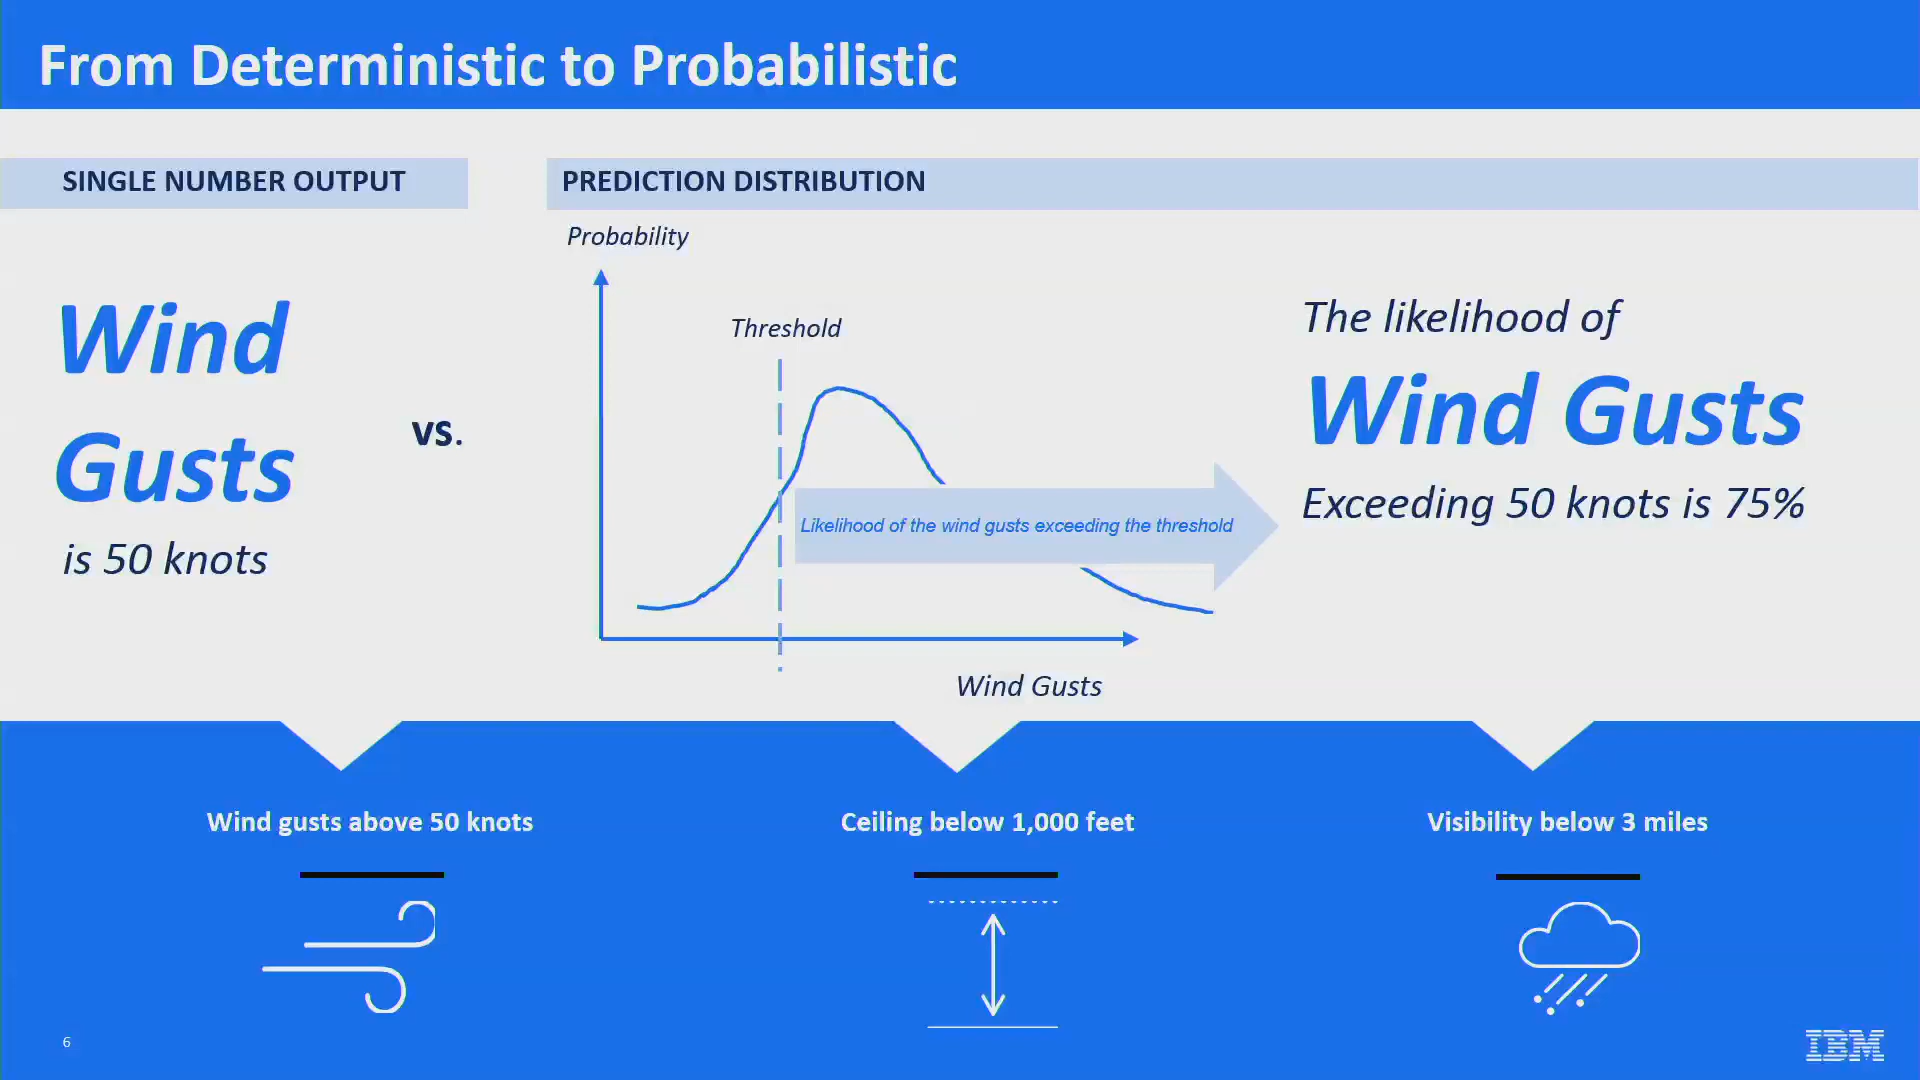 From Deterministic to Probabilistic
SINGLE NUMBER OUTPUT
Wind
Gusts
is 50 knots
vs.
PREDICTION DISTRIBUTION
Probability
Threshold
Likelihood of the wind gusts exceeding the threshold
Wind Gusts
The likelihood of
Wind Gusts
Exceeding 50 knots is 75%
Wind gusts above 50 knots
Ceiling below 1,000 feet
Visibility below 3 miles
6
IBM